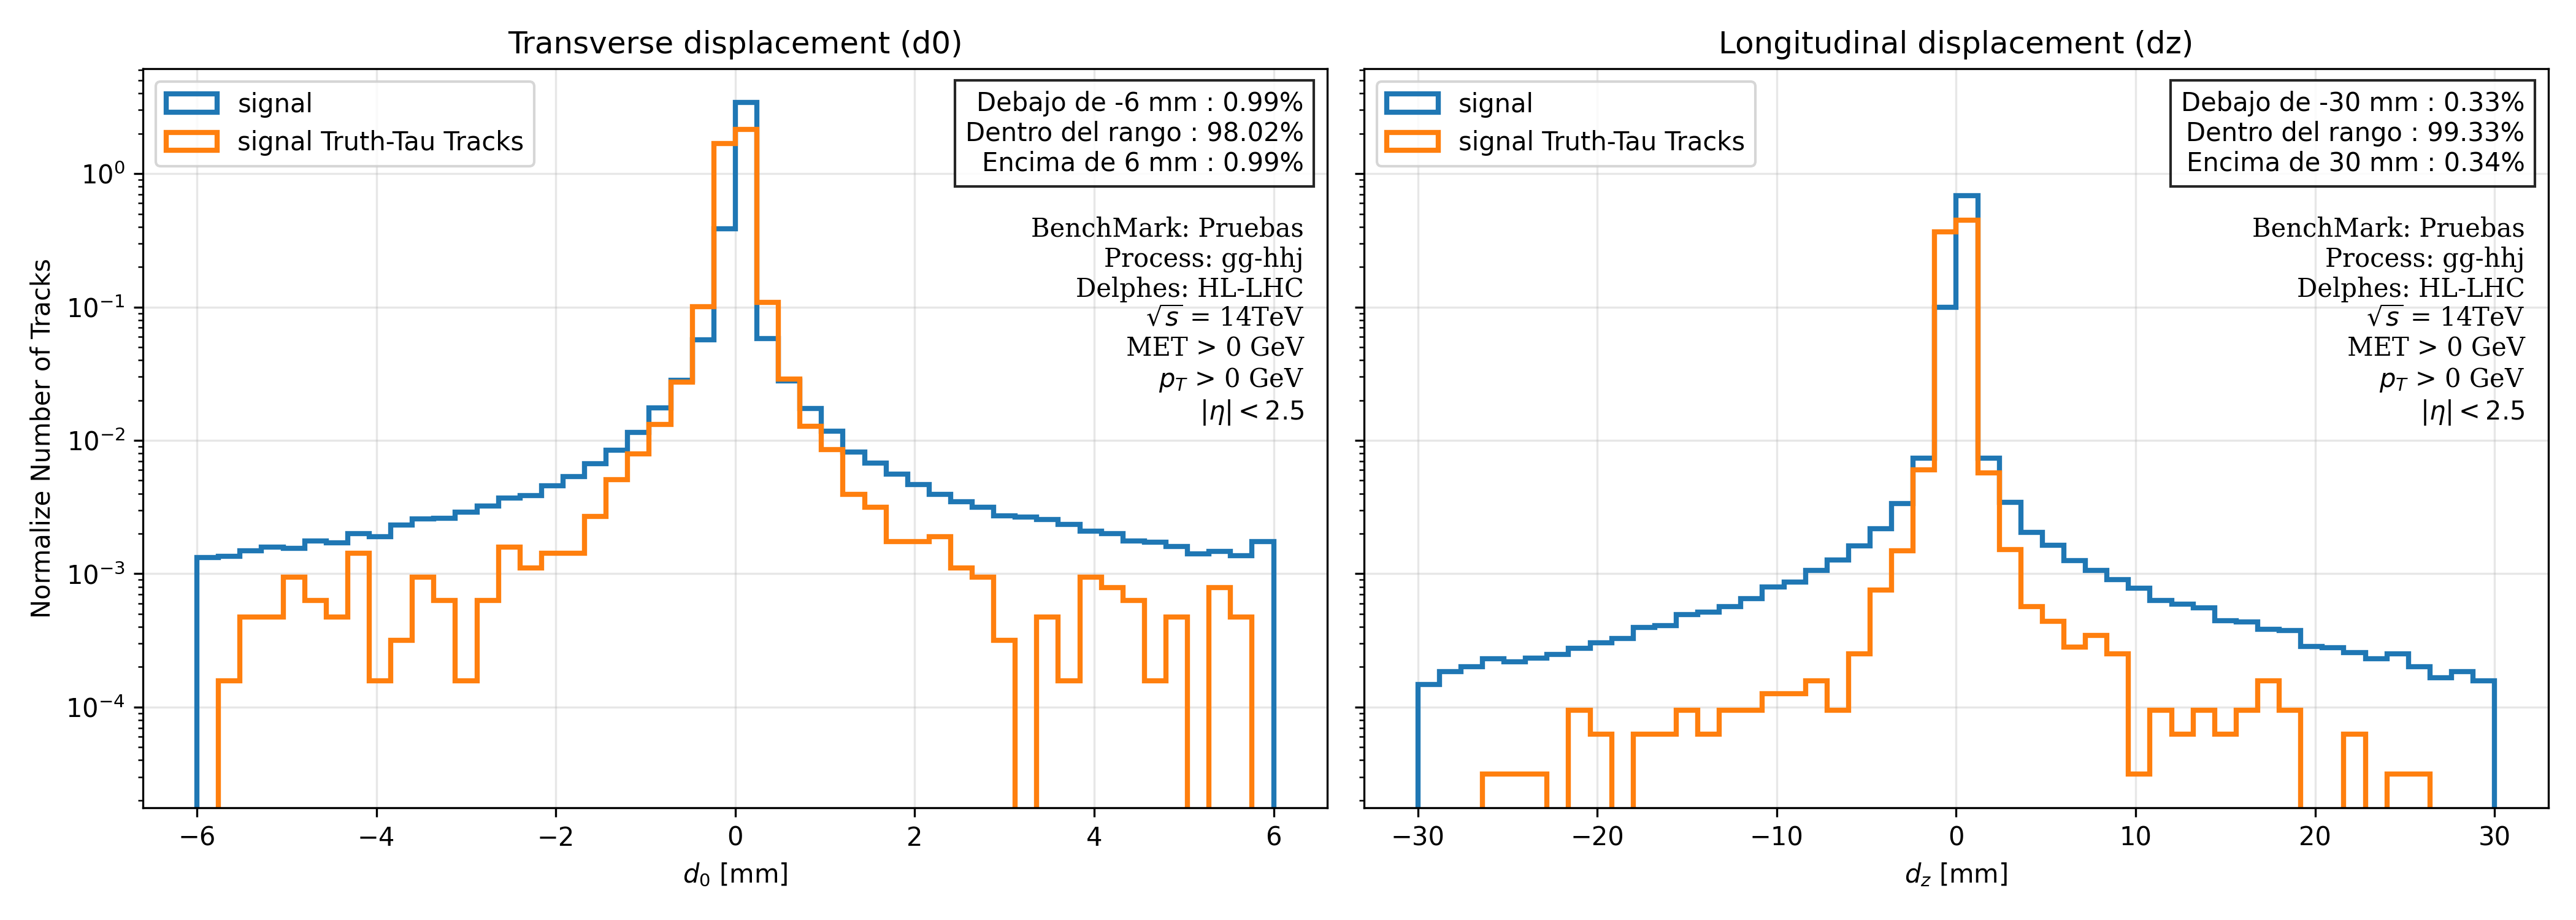 Transverse displacement (d0)
signal
signal Truth-Tau Tracks
Debajo de -6 mm : 0.99%
Dentro del rango : 98.02%
Encima de 6 mm : 0.99%
BenchMark: Pruebas
Process: gg-hhj
Delphes: HL-LHC
√s = 14TeV
MET > 0 GeV
p_T > 0 GeV
|η| < 2.5
Normalize Number of Tracks
10⁰
10⁻¹
10⁻²
10⁻³
10⁻⁴
−6 −4 −2 0 2 4 6
d₀ [mm]
Longitudinal displacement (dz)
signal
signal Truth-Tau Tracks
Debajo de -30 mm : 0.33%
Dentro del rango : 99.33%
Encima de 30 mm : 0.34%
BenchMark: Pruebas
Process: gg-hhj
Delphes: HL-LHC
√s = 14TeV
MET > 0 GeV
p_T > 0 GeV
|η| < 2.5
−30 −20 −10 0 10 20 30
d_z [mm]